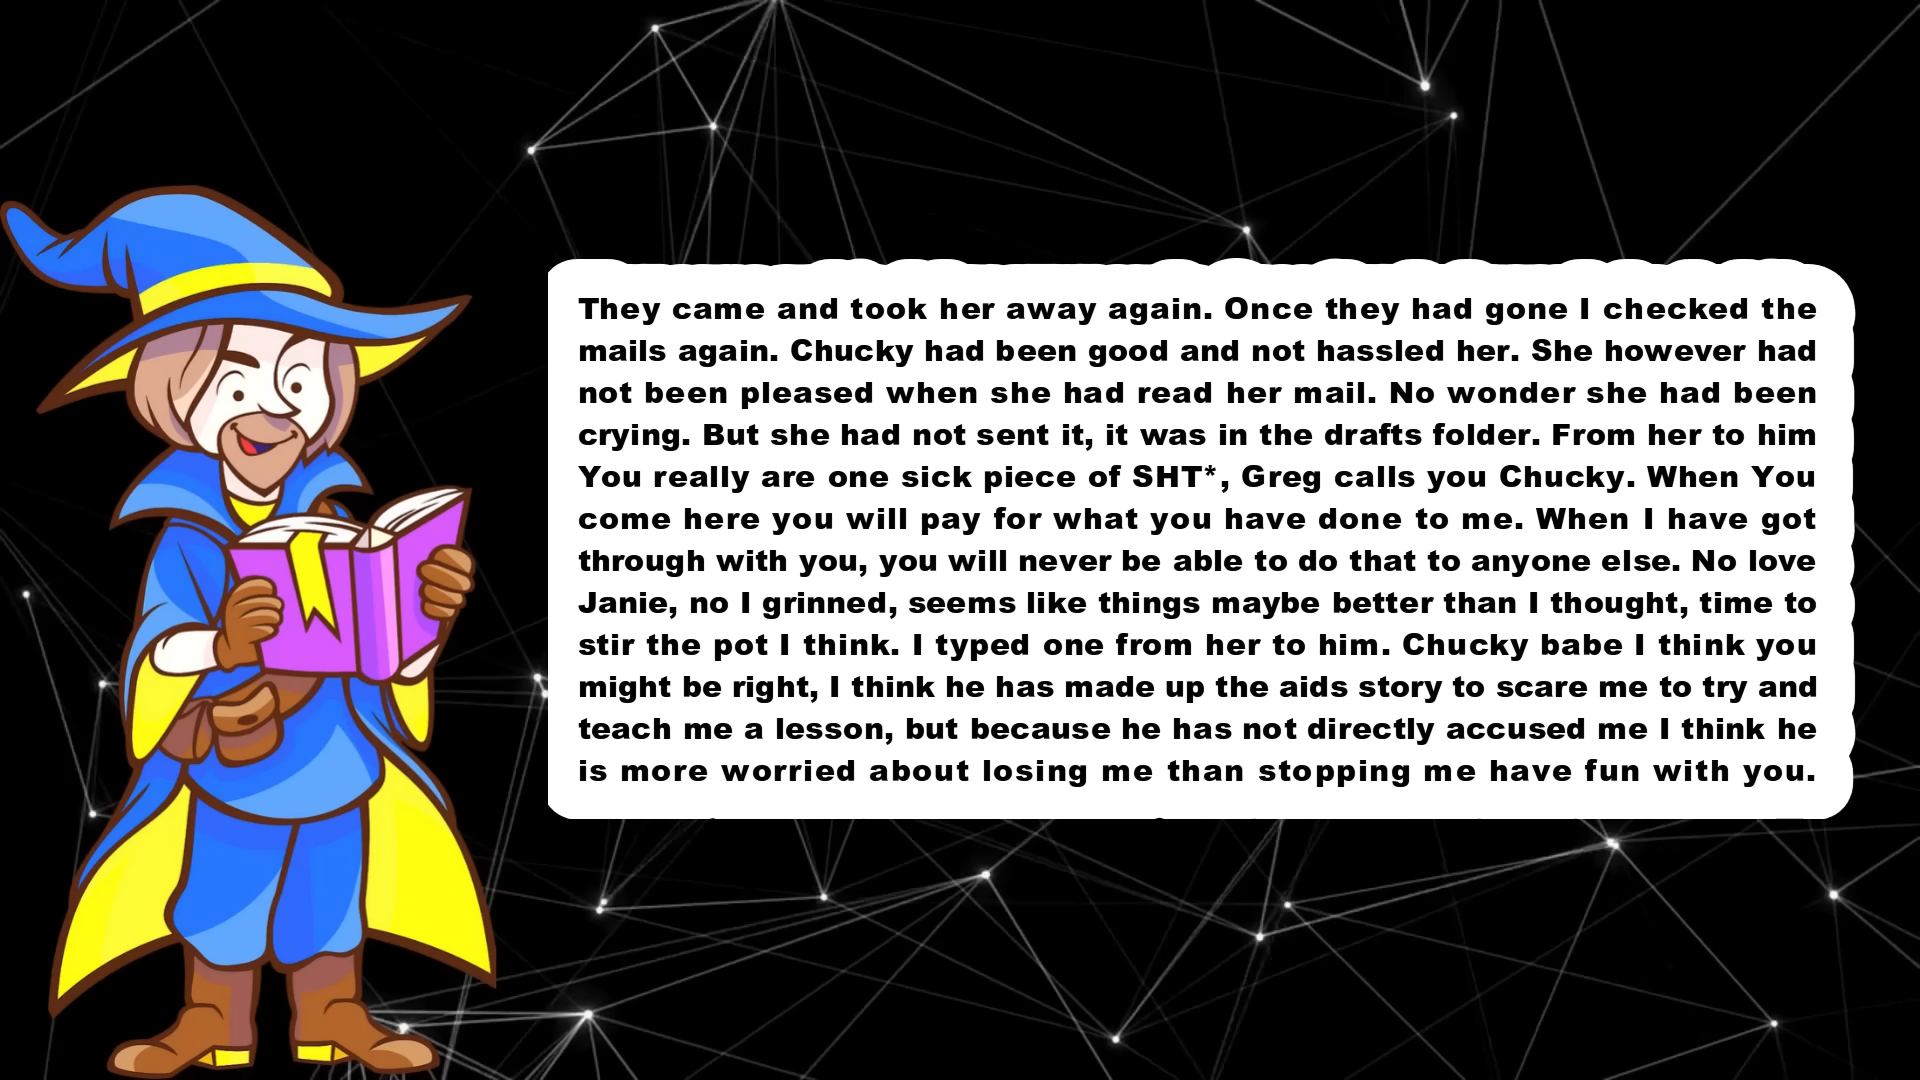 They came and took her away again. Once they had gone I checked the
mails again. Chucky had been good and not hassled her. She however had
not been pleased when she had read her mail. No wonder she had been
crying. But she had not sent it, it was in the drafts folder. From her to him
You really are one sick piece of SHT*, Greg calls you Chucky. When You
come here you will pay for what you have done to me. When I have got
through with you, you will never be able to do that to anyone else. No love
Janie, no I grinned, seems like things maybe better than I thought, time to
stir the pot I think. I typed one from her to him. Chucky babe I think you
might be right, I think he has made up the aids story to scare me to try and
teach me a lesson, but because he has not directly accused me I think he
is more worried about losing me than stopping me have fun with you.